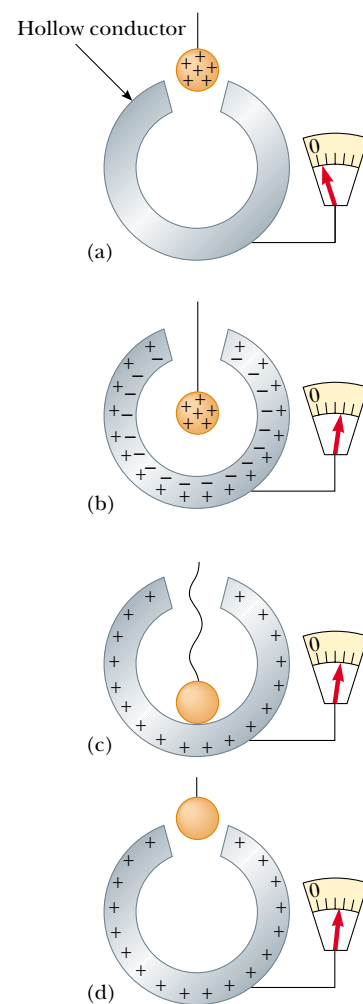 Hollow conductor
+ + + + + + +
0
(a)
+ + + + + + +
0
(b)
0
(c)
0
(d)